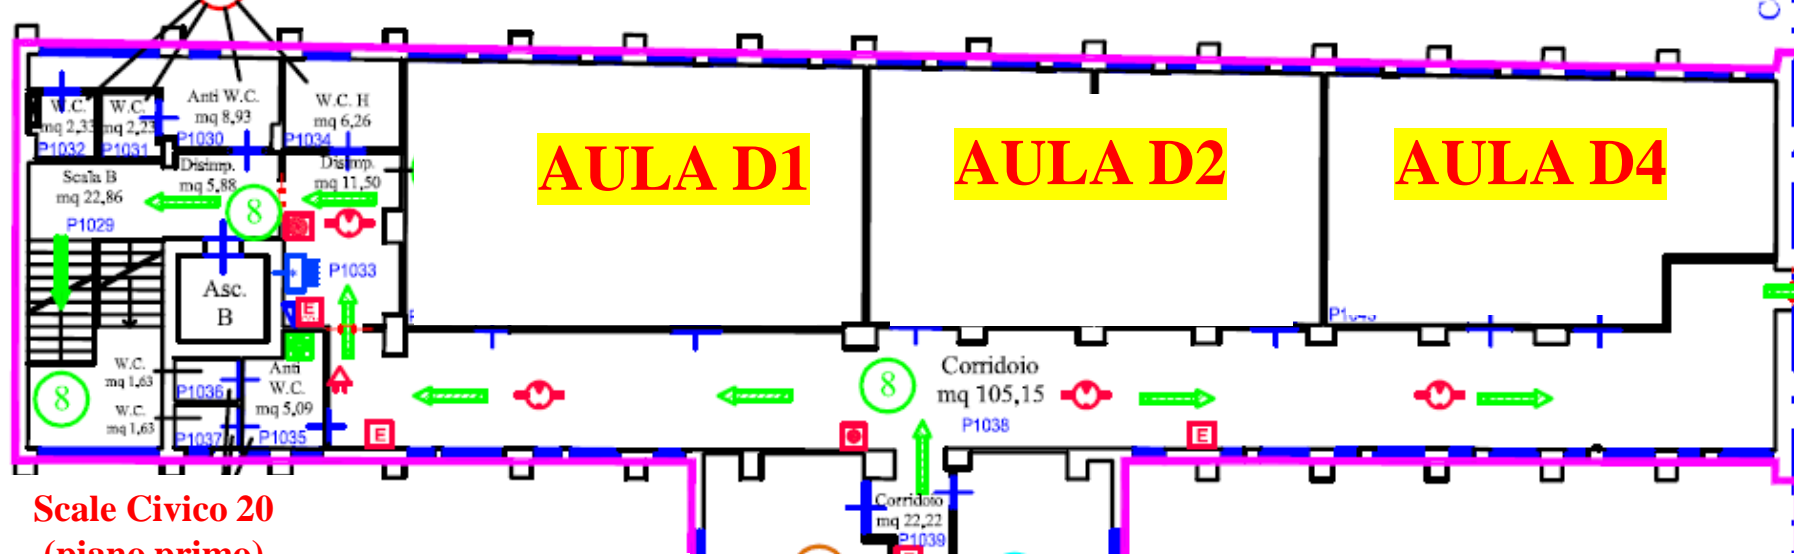 W.C.
mq 2,33
P1032
W.C.
mq 2,23
P1031
Anti W.C.
mq 8,93
P1030
W.C. H
mq 6,26
P1034
Disimp.
mq 5,88
Disimp.
mq 11,50
Scala B
mq 22,86
P1029
8
P1033
Asc.
B
E
AULA D1
AULA D2
AULA D4
W.C.
mq 1,63
P1036
W.C.
mq 1,63
P1037
Anti
W.C.
mq 5,09
P1035
8
E
8
Corridoio
mq 105,15
P1038
E
Corridoio
mq 22,22
P1039
Scale Civico 20
(piano primo)